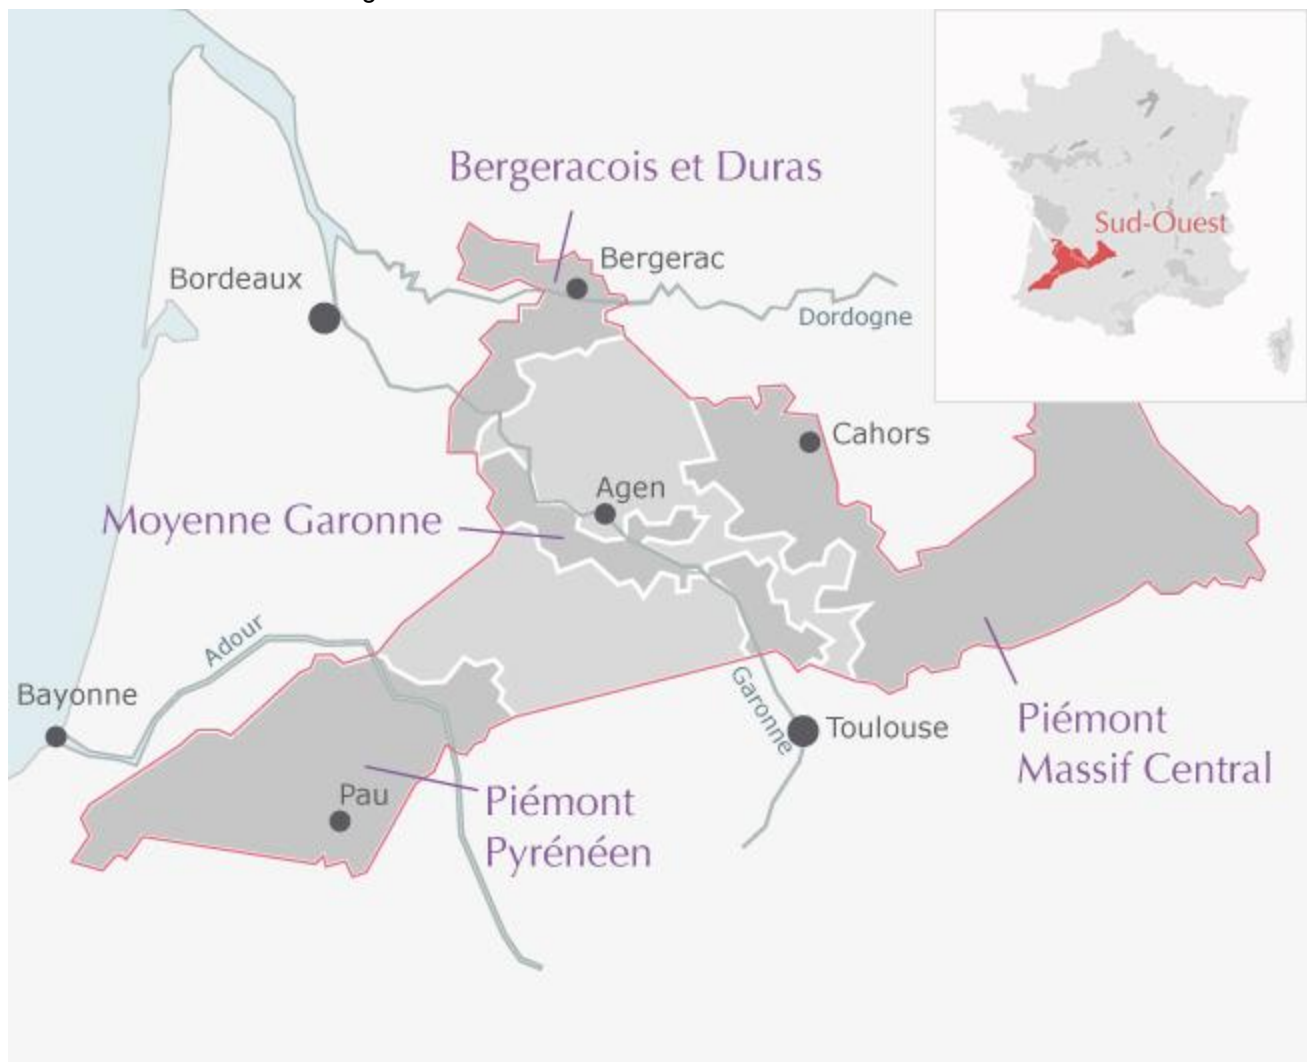 Bergeracois et Duras
Sud-Ouest
Bergerac
Bordeaux
Dordogne
Cahors
Agen
Moyenne Garonne
Adour
Bayonne
Garonne
Toulouse
Piémont
Massif Central
Pau
Piémont
Pyrénéen